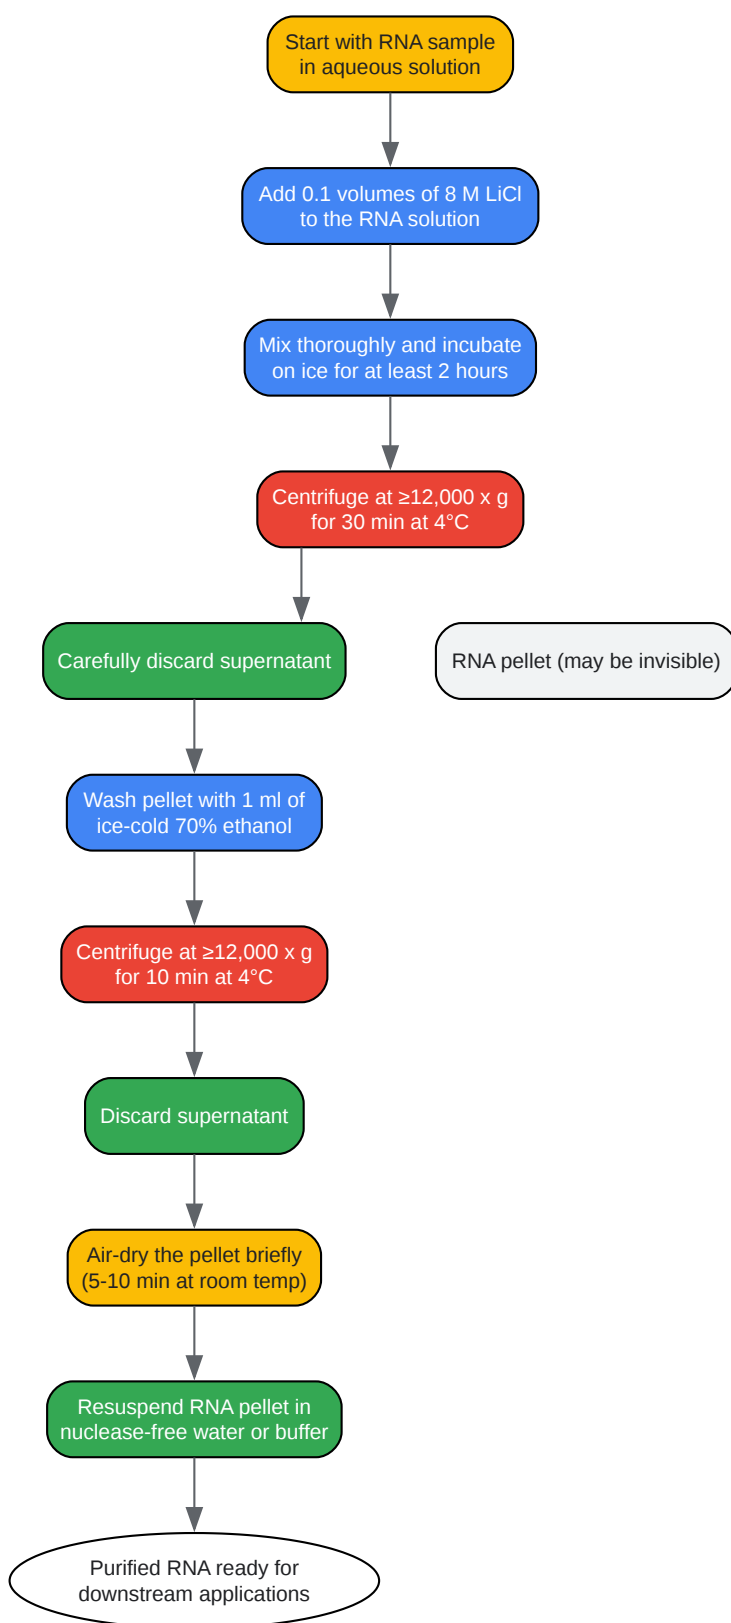 Start with RNA sample
in aqueous solution
Add 0.1 volumes of 8 M LiCl
to the RNA solution
Mix thoroughly and incubate
on ice for at least 2 hours
Centrifuge at ≥12,000 x g
for 30 min at 4°C
Carefully discard supernatant
RNA pellet (may be invisible)
Wash pellet with 1 ml of
ice-cold 70% ethanol
Centrifuge at ≥12,000 x g
for 10 min at 4°C
Discard supernatant
Air-dry the pellet briefly
(5-10 min at room temp)
Resuspend RNA pellet in
nuclease-free water or buffer
Purified RNA ready for
downstream applications